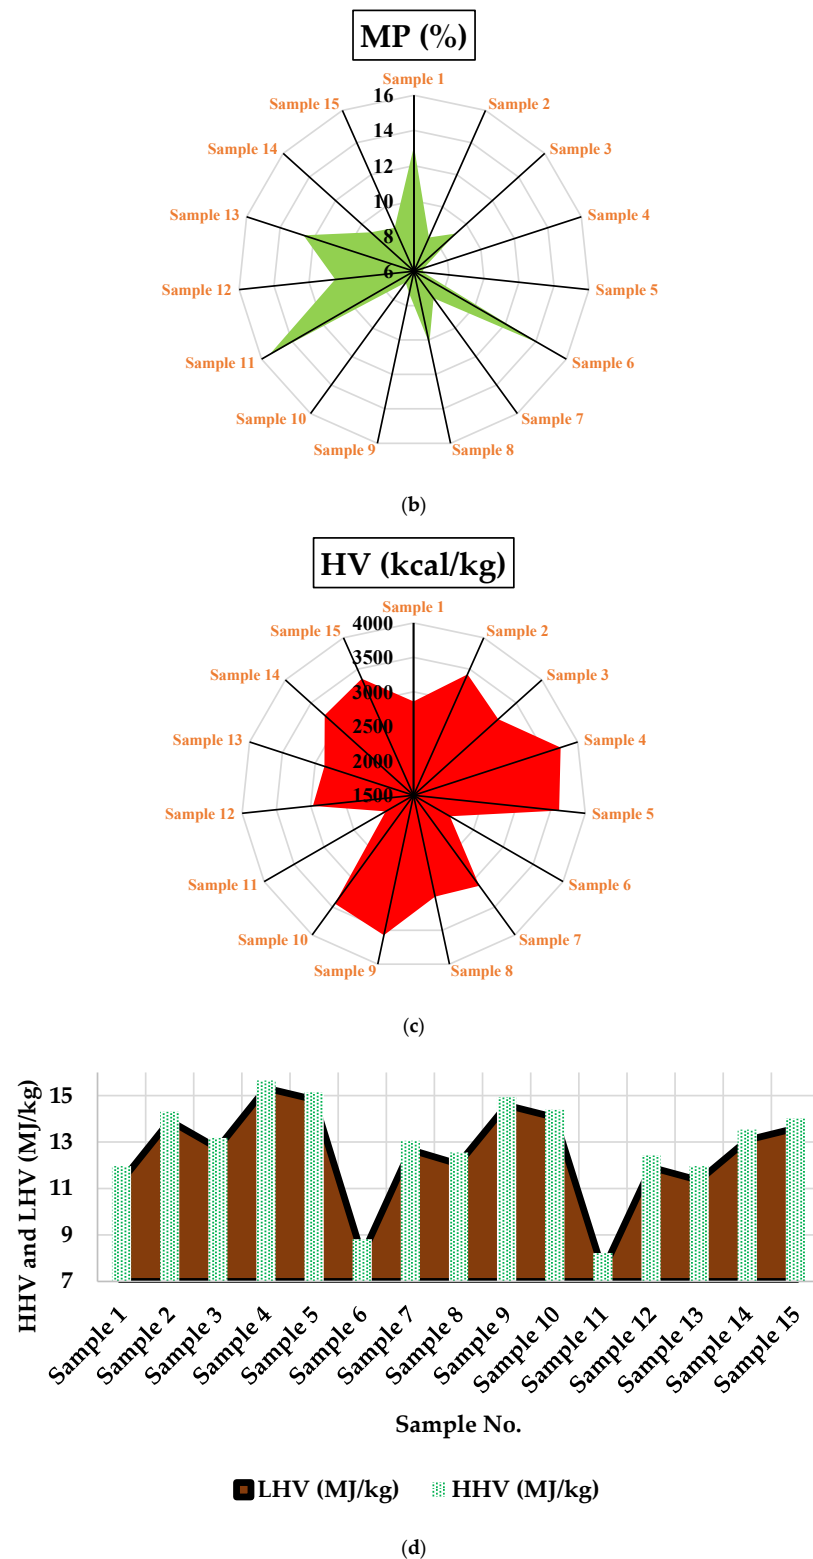 MP (%)
Sample 1
16
Sample 15
Sample 2
14
Sample 14
Sample 3
12
10
Sample 13
Sample 4
8
6
Sample 12
Sample 5
Sample 11
Sample 6
Sample 10
Sample 7
Sample 9
Sample 8
(b)
HV (kcal/kg)
Sample 1
4000
Sample 15
Sample 2
3500
Sample 14
Sample 3
3000
2500
Sample 13
Sample 4
2000
1500
Sample 12
Sample 5
Sample 11
Sample 6
Sample 10
Sample 7
Sample 9
Sample 8
(c)
HHV and LHV (MJ/kg)
15
13
11
9
7
Sample 1
Sample 2
Sample 3
Sample 4
Sample 5
Sample 6
Sample 7
Sample 8
Sample 9
Sample 10
Sample 11
Sample 12
Sample 13
Sample 14
Sample 15
Sample No.
LHV (MJ/kg) HHV (MJ/kg)
(d)